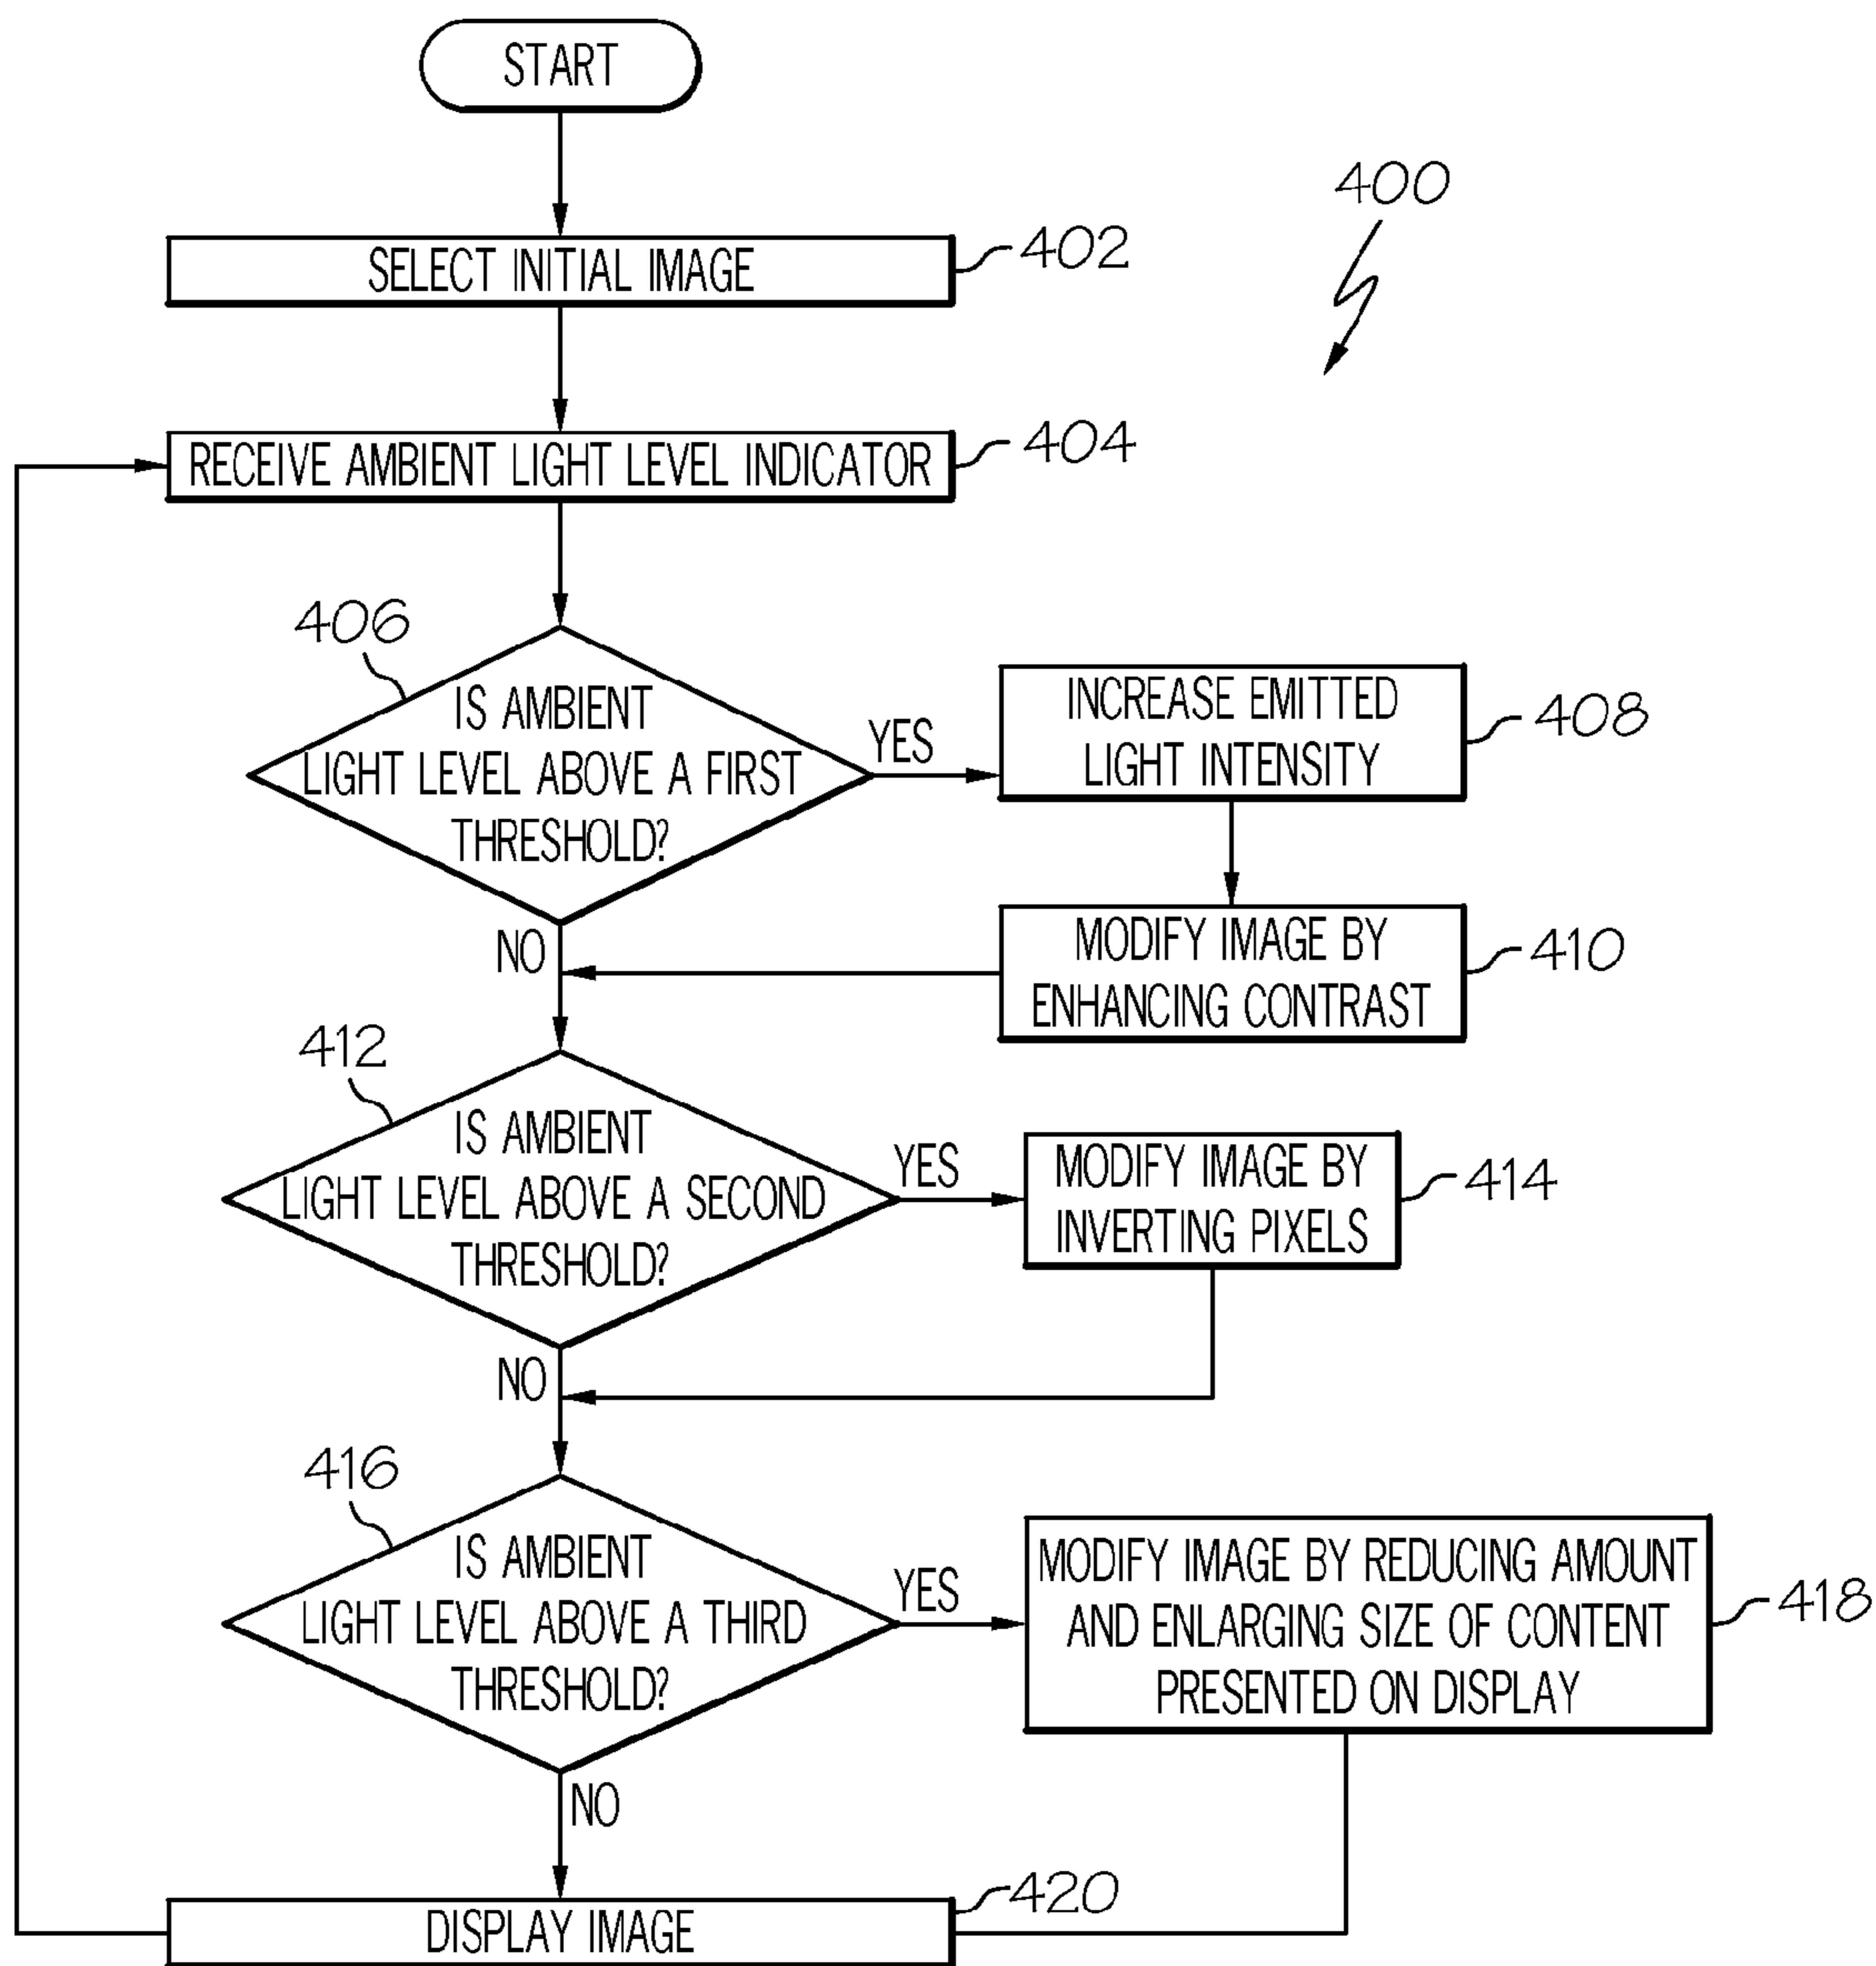 START
400
SELECT INITIAL IMAGE
402
RECEIVE AMBIENT LIGHT LEVEL INDICATOR
404
406
IS AMBIENT
LIGHT LEVEL ABOVE A FIRST
THRESHOLD?
YES
INCREASE EMITTED
LIGHT INTENSITY
408
NO
MODIFY IMAGE BY
ENHANCING CONTRAST
410
412
IS AMBIENT
LIGHT LEVEL ABOVE A SECOND
THRESHOLD?
YES
MODIFY IMAGE BY
INVERTING PIXELS
414
NO
416
IS AMBIENT
LIGHT LEVEL ABOVE A THIRD
THRESHOLD?
YES
MODIFY IMAGE BY REDUCING AMOUNT
AND ENLARGING SIZE OF CONTENT
PRESENTED ON DISPLAY
418
NO
DISPLAY IMAGE
420